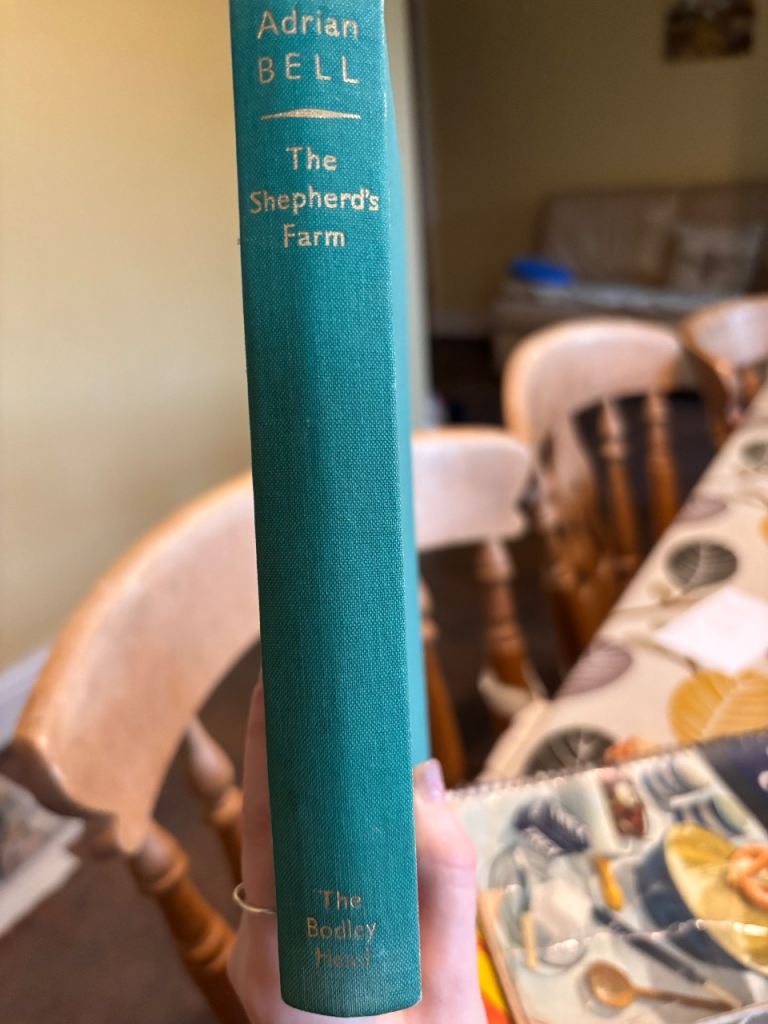 Adrian
BELL
The
Shepherd's
Farm
The
Bodley
Head